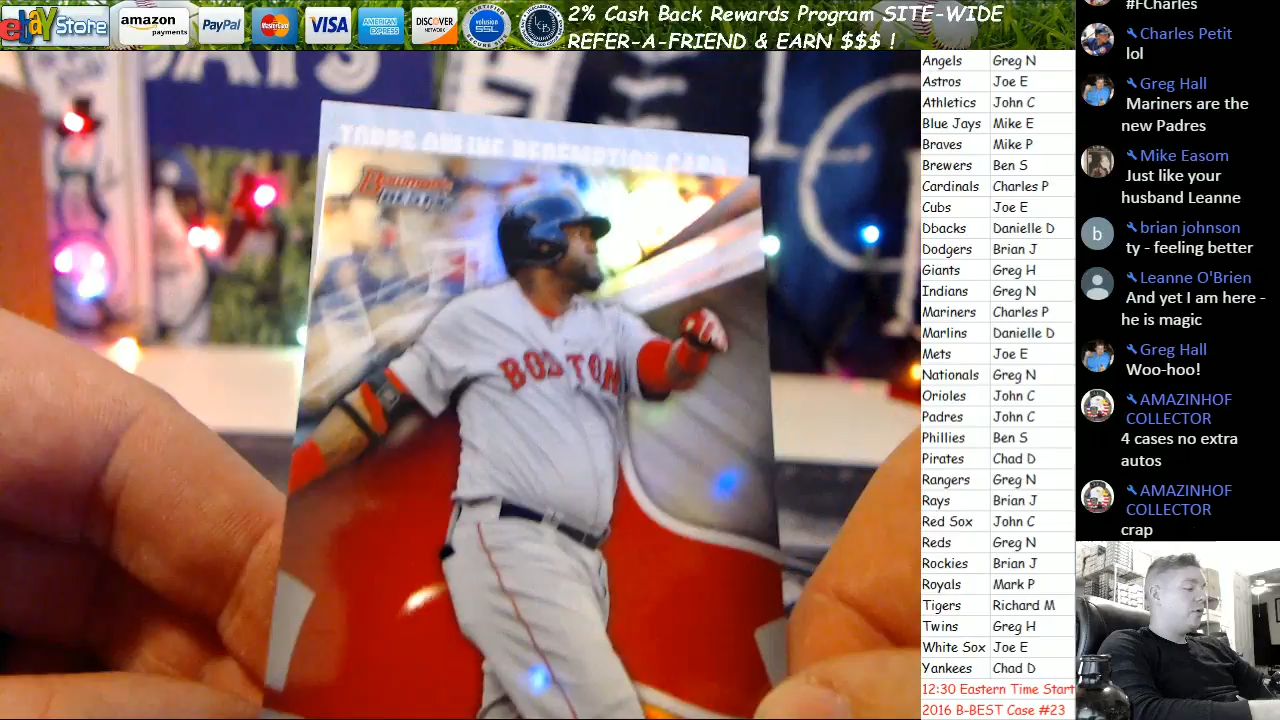 ebay Store
amazon
payments
PayPal
MasterCard
VISA
AMERICAN EXPRESS
DISCOVER
NETWORK
volusion
SSL
2% Cash Back Rewards Program SITE-WIDE
REFER-A-FRIEND & EARN $$$ !
TOPPS ONLINE REDEMPTION CARD
Bowman's
BOSTON
Angels Greg N
Astros Joe E
Athletics John C
Blue Jays Mike E
Braves Mike P
Brewers Ben S
Cardinals Charles P
Cubs Joe E
Dbacks Danielle D
Dodgers Brian J
Giants Greg H
Indians Greg N
Mariners Charles P
Marlins Danielle D
Mets Joe E
Nationals Greg N
Orioles John C
Padres John C
Phillies Ben S
Pirates Chad D
Rangers Greg N
Rays Brian J
Red Sox John C
Reds Greg N
Rockies Brian J
Royals Mark P
Tigers Richard M
Twins Greg H
White Sox Joe E
Yankees Chad D
12:30 Eastern Time Start
2016 B-BEST Case #23
#FCharles
Charles Petit
lol
Greg Hall
Mariners are the
new Padres
Mike Easom
Just like your
husband Leanne
b
brian johnson
ty - feeling better
Leanne O'Brien
And yet I am here -
he is magic
Greg Hall
Woo-hoo!
AMAZINHOF
COLLECTOR
4 cases no extra
autos
AMAZINHOF
COLLECTOR
crap